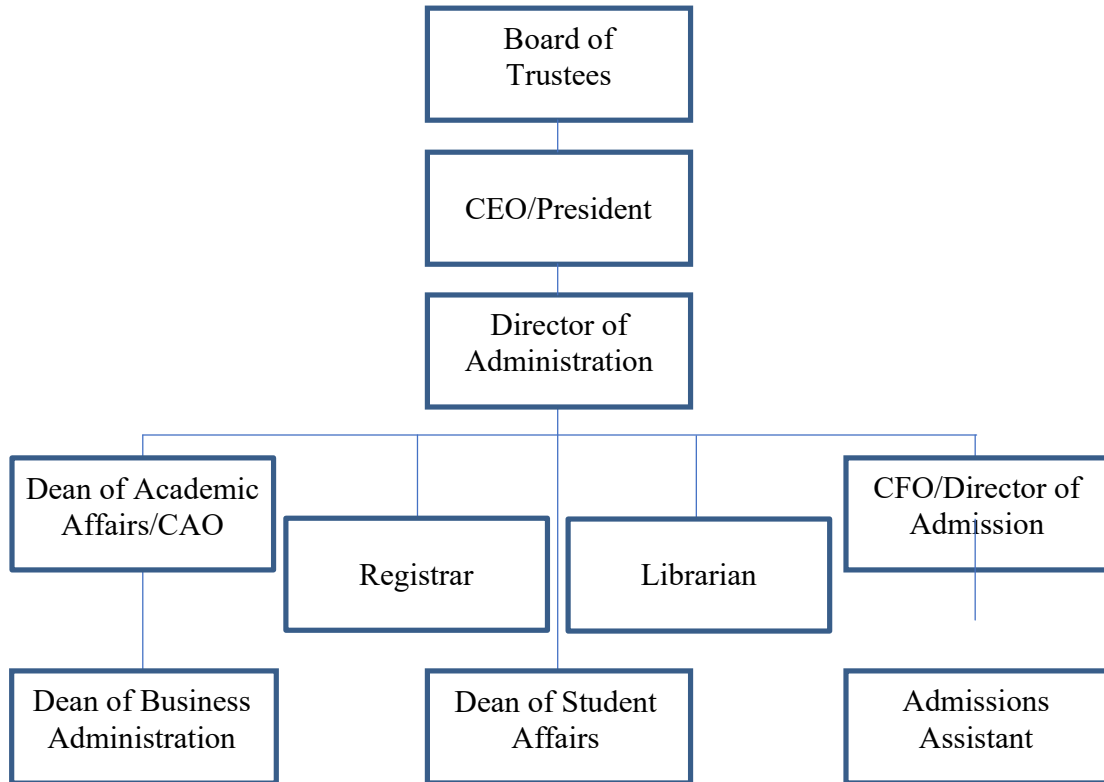 Board of
Trustees
CEO/President
Director of
Administration
Dean of Academic
Affairs/CAO
CFO/Director of
Admission
Registrar
Librarian
Dean of Business
Administration
Dean of Student
Affairs
Admissions
Assistant